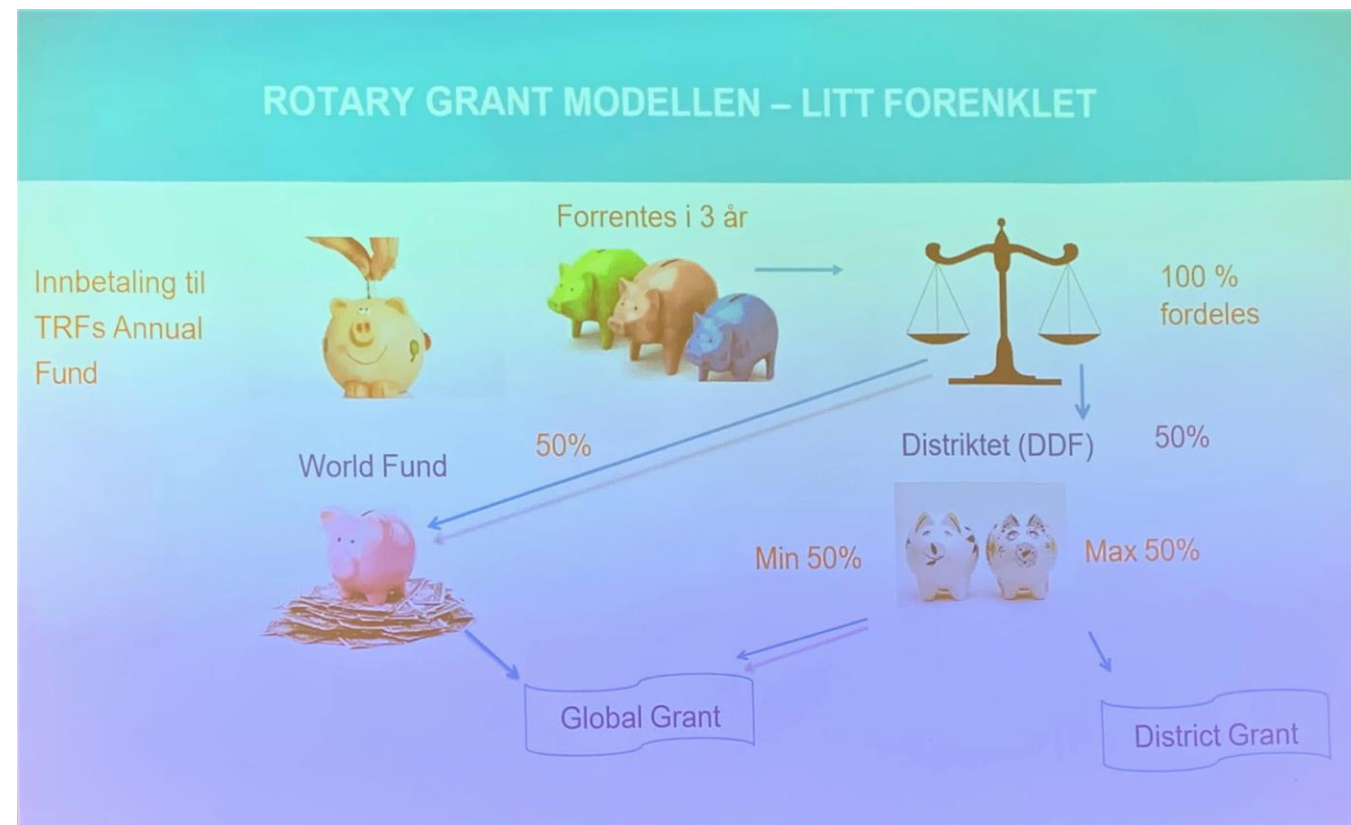 ROTARY GRANT MODELLEN – LITT FORENKLET
Forrentes i 3 år
Innbetaling til
TRFs Annual
Fund
100 %
fordeles
World Fund
50%
Distriktet (DDF)
50%
Min 50%
Max 50%
Global Grant
District Grant